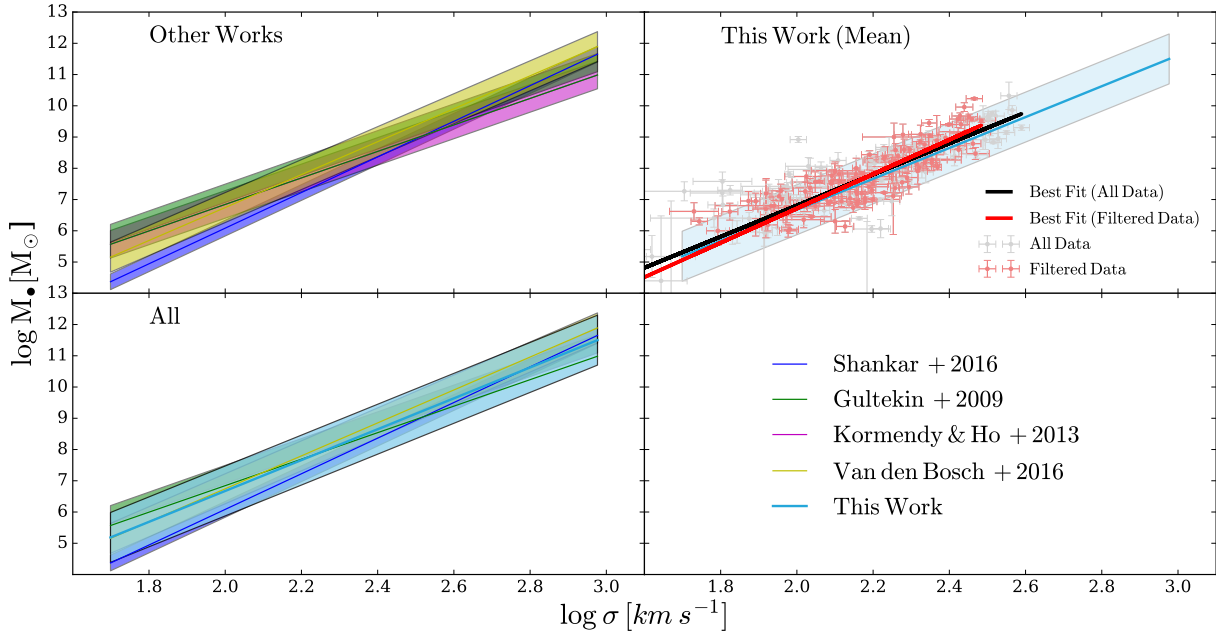 Other Works
This Work (Mean)
13
12
11
10
9
8
7
6
5
13
Best Fit (All Data)
Best Fit (Filtered Data)
All Data
Filtered Data
log M• [M⊙]
All
12
11
10
9
8
7
6
5
Shankar + 2016
Gultekin + 2009
Kormendy & Ho + 2013
Van den Bosch + 2016
This Work
1.8 2.0 2.2 2.4 2.6 2.8 3.0 1.8 2.0 2.2 2.4 2.6 2.8 3.0
log σ [km s⁻¹]